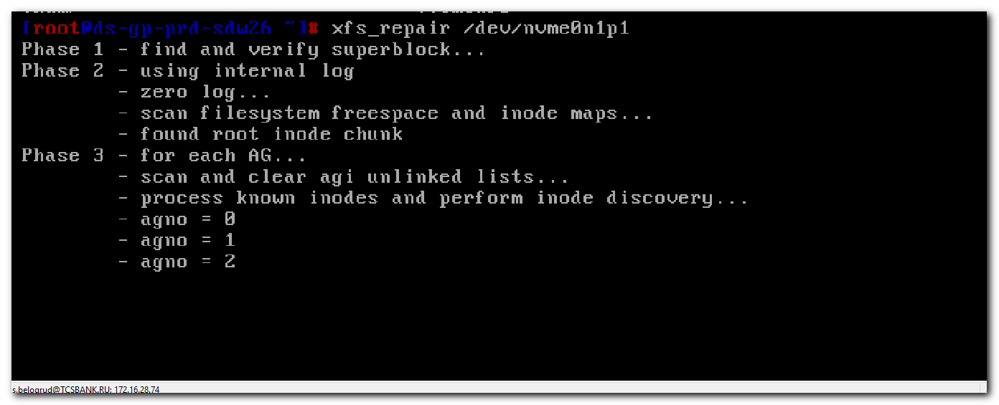 [root@ds-gp-prd-sdw26 ~]# xfs_repair /dev/nvme0n1p1
Phase 1 - find and verify superblock...
Phase 2 - using internal log
        - zero log...
        - scan filesystem freespace and inode maps...
        - found root inode chunk
Phase 3 - for each AG...
        - scan and clear agi unlinked lists...
        - process known inodes and perform inode discovery...
        - agno = 0
        - agno = 1
        - agno = 2
s.belogrud@TCSBANK.RU: 172.16.28.74